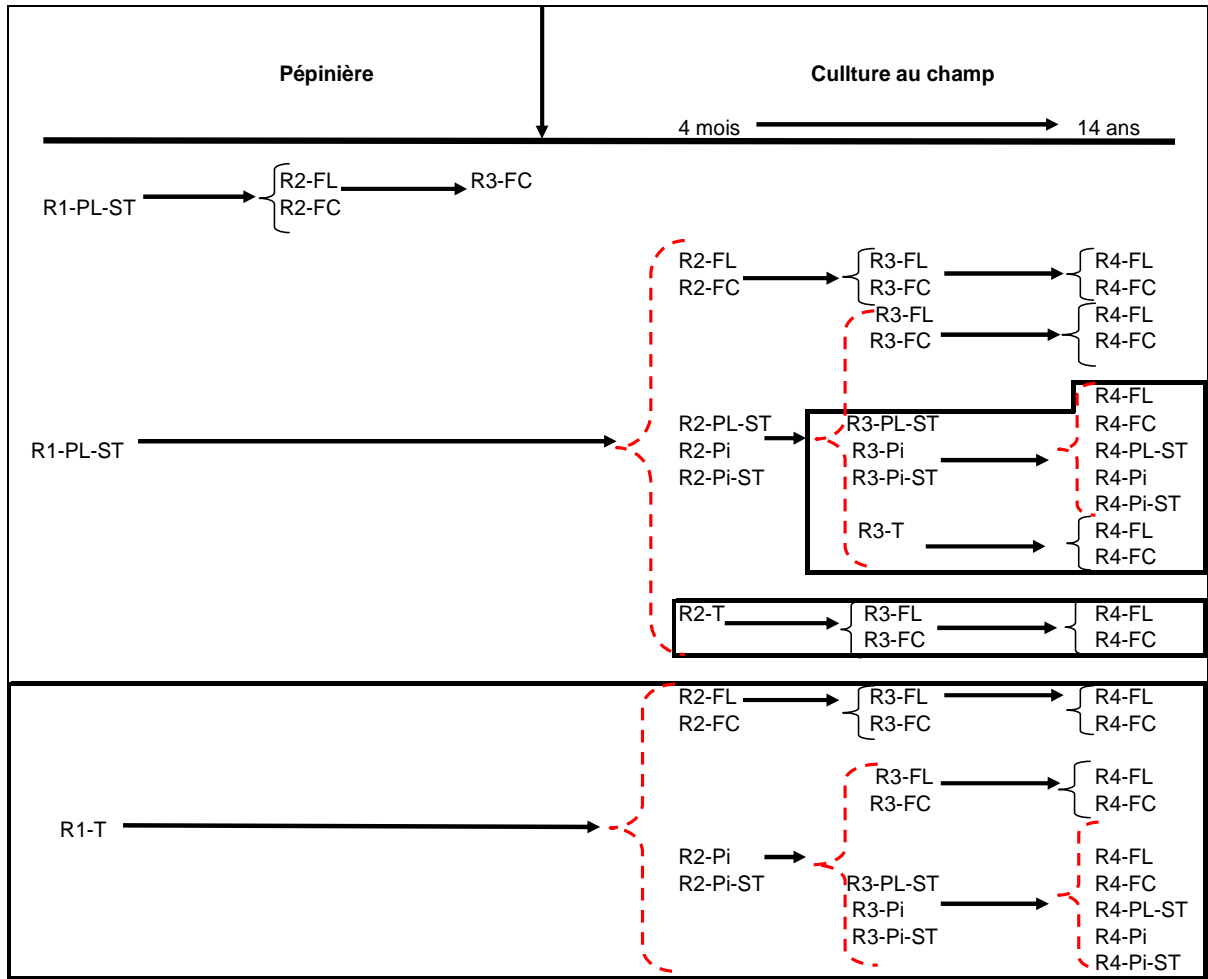 Pépinière
Cullture au champ
4 mois
14 ans
R1-PL-ST
R2-FL
R2-FC
R3-FC
R1-PL-ST
R2-FL
R2-FC
R3-FL
R3-FC
R4-FL
R4-FC
R3-FL
R3-FC
R4-FL
R4-FC
R2-PL-ST
R2-Pi
R2-Pi-ST
R3-PL-ST
R3-Pi
R3-Pi-ST
R4-FL
R4-FC
R4-PL-ST
R4-Pi
R4-Pi-ST
R3-T
R4-FL
R4-FC
R2-T
R3-FL
R3-FC
R4-FL
R4-FC
R1-T
R2-FL
R2-FC
R3-FL
R3-FC
R4-FL
R4-FC
R2-Pi
R2-Pi-ST
R3-FL
R3-FC
R4-FL
R4-FC
R3-PL-ST
R3-Pi
R3-Pi-ST
R4-FL
R4-FC
R4-PL-ST
R4-Pi
R4-Pi-ST